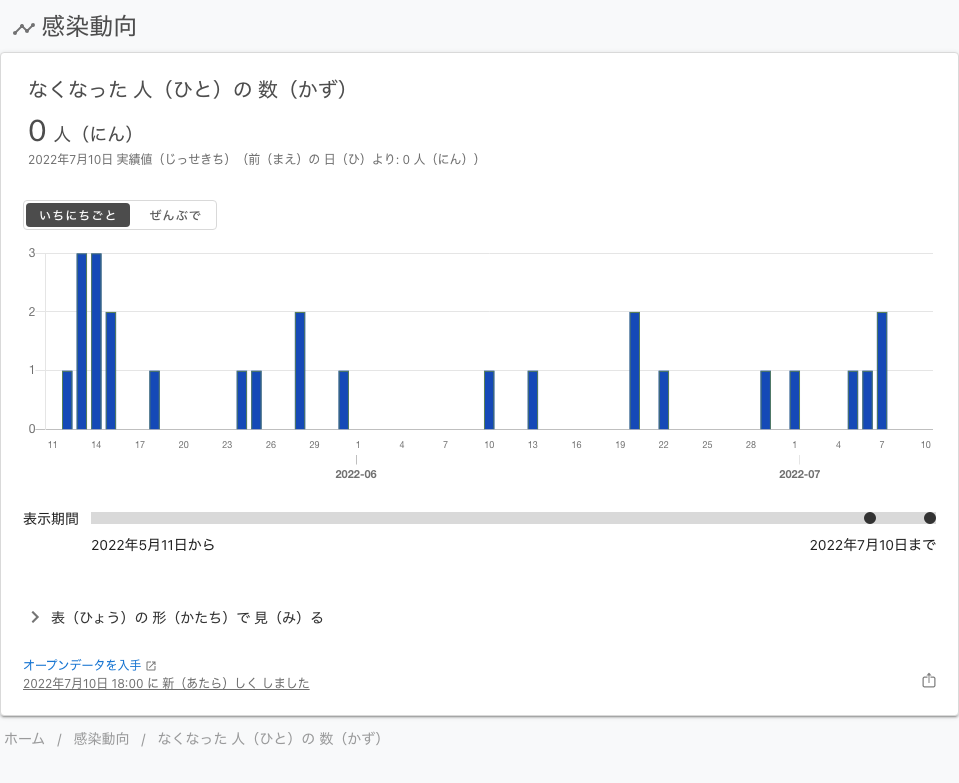 感染動向
なくなった 人（ひと）の 数（かず）
0 人（にん）
2022年7月10日 実績値（じっせきち）（前（まえ）の 日（ひ）より: 0 人（にん））
いちにちごと ぜんぶで
3
2
1
0
11 14 17 20 23 26 29 1 4 7 10 13 16 19 22 25 28 1 4 7 10
2022-06 2022-07
表示期間
2022年5月11日から 2022年7月10日まで
表（ひょう）の 形（かたち）で 見（み）る
オープンデータを入手
2022年7月10日 18:00 に 新（あたら）しく しました
ホーム / 感染動向 / なくなった 人（ひと）の 数（かず）